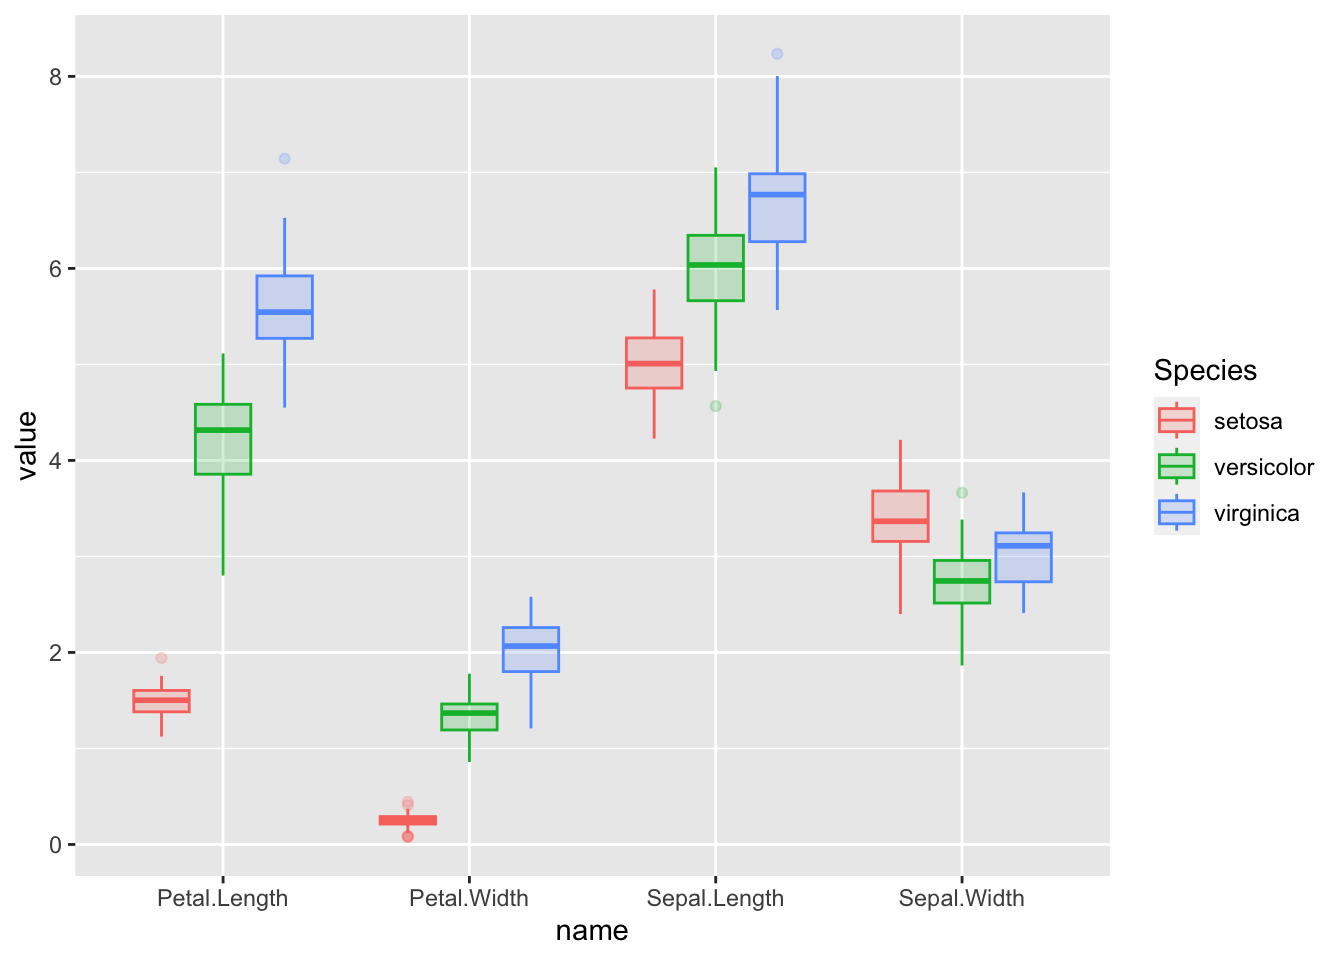 8
6
4
2
0
value
Petal.Length Petal.Width Sepal.Length Sepal.Width
name
Species
setosa
versicolor
virginica